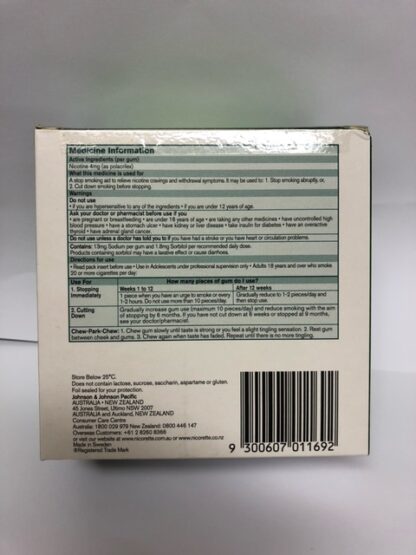 Medicine Information
Active Ingredients (per gum)
Nicotine 4mg (as polacrilex)
What this medicine is used for
A stop smoking aid to relieve nicotine cravings and withdrawal symptoms. It may be used to: 1. Stop smoking abruptly, or,
2. Cut down smoking before stopping.
Warnings
Do not use
• if you are hypersensitive to any of the ingredients • if you are under 12 years of age.
Ask your doctor or pharmacist before use if you
• are pregnant or breastfeeding • are under 18 years of age • are taking any other medicines • have uncontrolled high
blood pressure • have a stomach ulcer • have kidney or liver disease • take insulin for diabetes • have an overactive
thyroid • have adrenal gland cancer.
Do not use unless a doctor has told you to if you have had a stroke or you have heart or circulation problems.
Contains: 13mg Sodium per gum and 1.8mg Sorbitol per recommended daily dose.
Products containing sorbitol may have a laxative effect or cause diarrhoea.
Directions for use
• Read pack insert before use • Use in Adolescents under professional supervision only • Adults 18 years and over who smoke
20 or more cigarettes per day:
Use For How many pieces of gum do I use?
1. Stopping Immediately
Weeks 1 to 12
1 piece when you have an urge to smoke or every
1-2 hours. Do not use more than 10 pieces/day.
After 12 weeks
Gradually reduce to 1-2 pieces/day and
then stop use.
2. Cutting Down
Gradually increase gum use (maximum 10 pieces/day) and reduce smoking with the aim
of stopping by 6 months. If you have not cut down at 6 weeks or stopped at 9 months,
see your doctor/pharmacist.
Chew-Park-Chew: 1. Chew gum slowly until taste is strong or you feel a slight tingling sensation. 2. Rest gum
between cheek and gums. 3. Chew again when taste has faded. Repeat until there is no more tingling.
Store Below 25°C.
Does not contain lactose, sucrose, saccharin, aspartame or gluten.
Foil sealed for your protection.
Johnson & Johnson Pacific
AUSTRALIA • NEW ZEALAND
45 Jones Street, Ultimo NSW 2007
AUSTRALIA and Auckland, NEW ZEALAND
Consumer Care Centre
Australia: 1800 029 979 New Zealand: 0800 446 147
Overseas Customers: +61 2 8260 8366
or visit our website at www.nicorette.com.au or www.nicorette.co.nz
Made in Sweden
®Registered Trade Mark
9 300607 011692